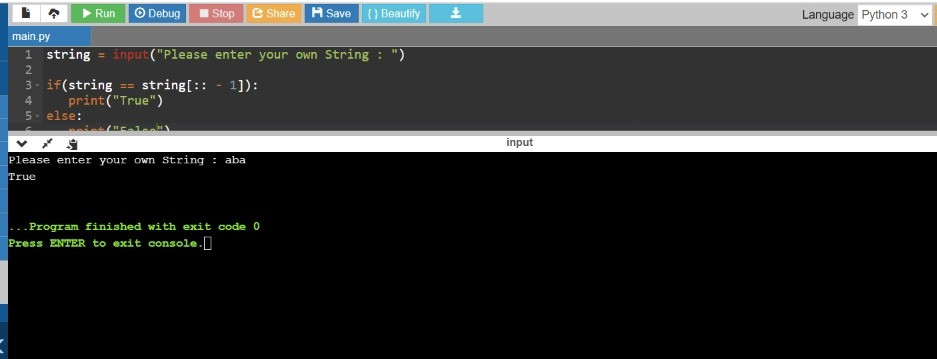 Run Debug Stop Share Save {} Beautify Language Python 3
main.py
1 string = input("Please enter your own String : ")
2
3 if(string == string[:: - 1]):
4 print("True")
5 else:
6 print("False")
input
Please enter your own String : aba
True
...Program finished with exit code 0
Press ENTER to exit console.